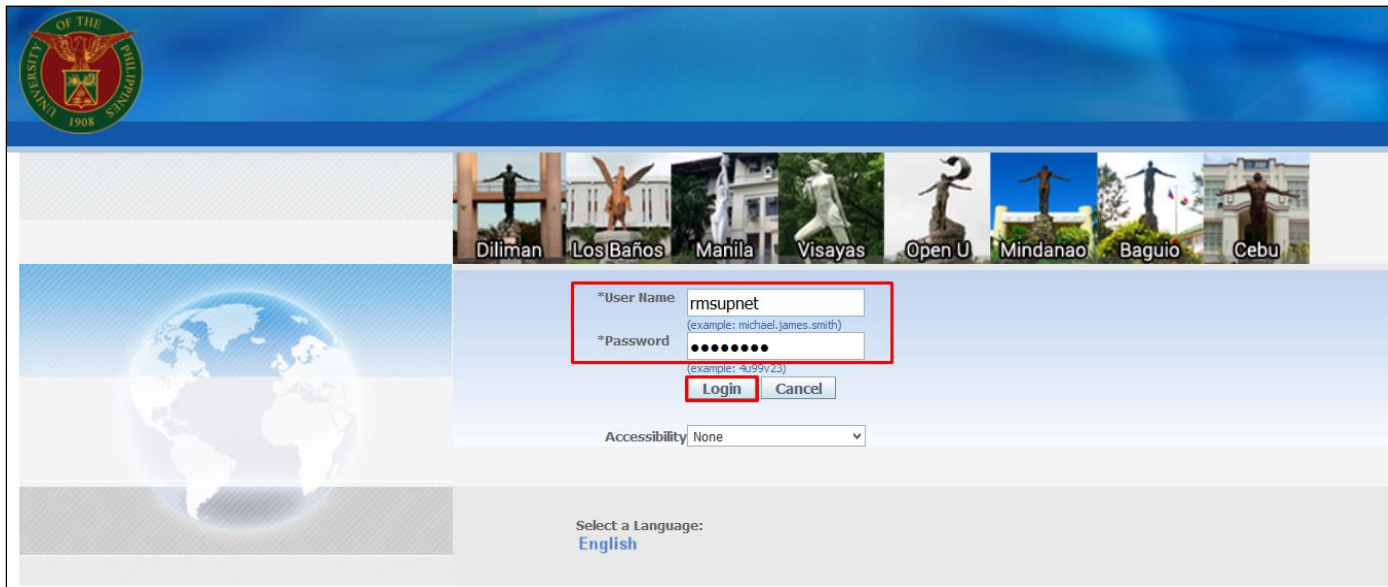 UNIVERSITY OF THE PHILIPPINES
1908
Diliman Los Baños Manila Visayas Open U Mindanao Baguio Cebu
*User Name rmsupnet
(example: michael.james.smith)
*Password ●●●●●●●●
(example: 4u99v23)
Login Cancel
Accessibility None
Select a Language:
English